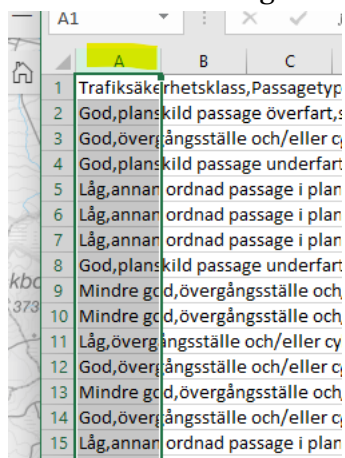 A1
A B C
1 Trafiksäkerhetsklass,Passagetyp
2 God,planskild passage överfart,s
3 God,övergångsställe och/eller cy
4 God,planskild passage underfart
5 Låg,annan ordnad passage i plan
6 Låg,annan ordnad passage i plan
7 Låg,annan ordnad passage i plan
8 God,planskild passage underfart
9 Mindre god,övergångsställe och
10 Mindre god,övergångsställe och
11 Låg,övergångsställe och/eller cy
12 God,övergångsställe och/eller cy
13 Mindre god,övergångsställe och
14 God,övergångsställe och/eller cy
15 Låg,annan ordnad passage i plan
kbo
373